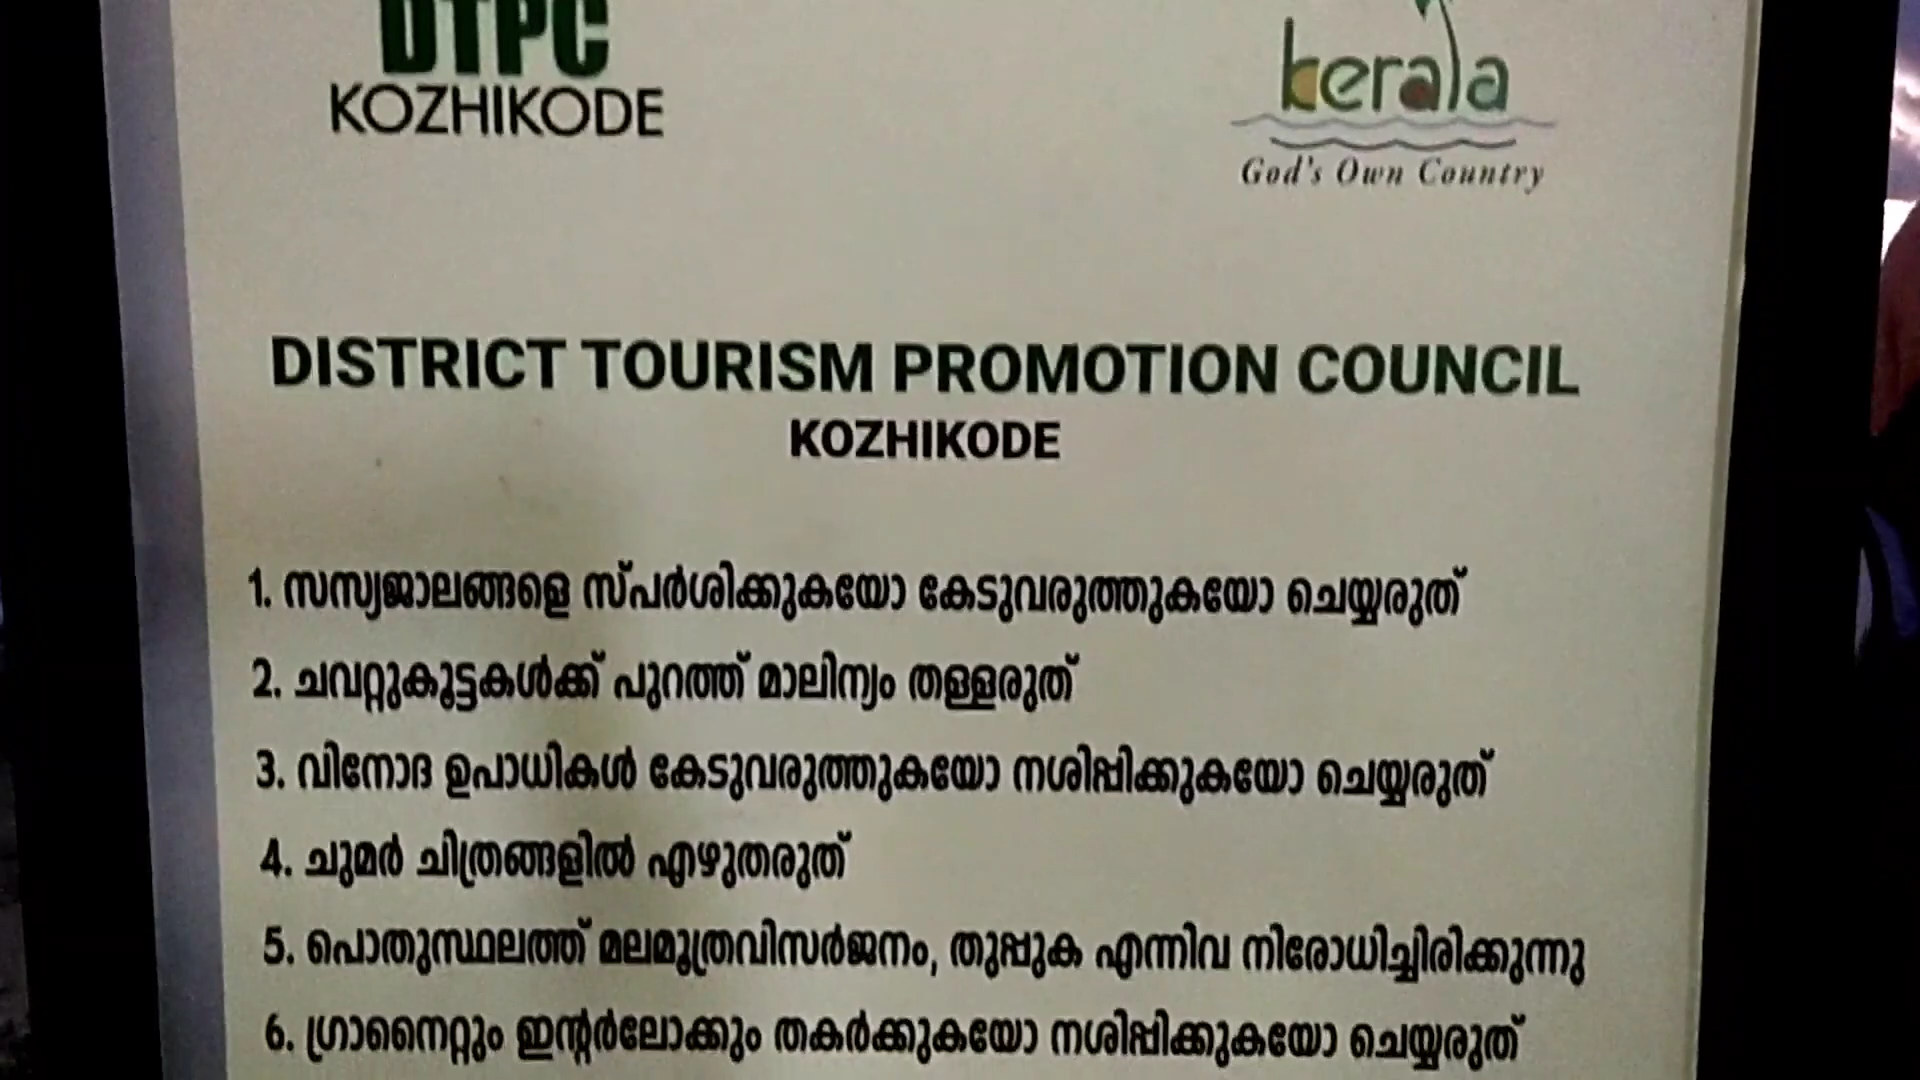 DTPC
KOZHIKODE
kerala
God's Own Country
DISTRICT TOURISM PROMOTION COUNCIL
KOZHIKODE
1. സസ്യജാലങ്ങളെ സ്പർശിക്കുകയോ കേടുവരുത്തുകയോ ചെയ്യരുത്
2. ചവറ്റുകൂട്ടകൾക്ക് പുറത്ത് മാലിന്യം തള്ളരുത്
3. വിനോദ ഉപാധികൾ കേടുവരുത്തുകയോ നശിപ്പിക്കുകയോ ചെയ്യരുത്
4. ചുമർ ചിത്രങ്ങളിൽ എഴുതരുത്
5. പൊതുസ്ഥലത്ത് മലമൂത്രവിസർജനം, തുപ്പുക എന്നിവ നിരോധിച്ചിരിക്കുന്നു
6. ഗ്രാനൈറ്റും ഇന്റർലോക്കും തകർക്കുകയോ നശിപ്പിക്കുകയോ ചെയ്യരുത്